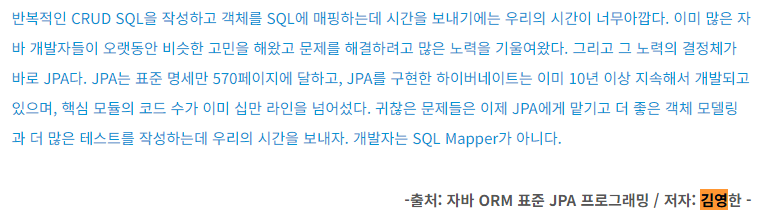 반복적인 CRUD SQL을 작성하고 객체를 SQL에 매핑하는데 시간을 보내기에는 우리의 시간이 너무아깝다. 이미 많은 자
바 개발자들이 오랫동안 비슷한 고민을 해왔고 문제를 해결하려고 많은 노력을 기울여왔다. 그리고 그 노력의 결정체가
바로 JPA다. JPA는 표준 명세만 570페이지에 달하고, JPA를 구현한 하이버네이트는 이미 10년 이상 지속해서 개발되고
있으며, 핵심 모듈의 코드 수가 이미 십만 라인을 넘어섰다. 귀찮은 문제들은 이제 JPA에게 맡기고 더 좋은 객체 모델링
과 더 많은 테스트를 작성하는데 우리의 시간을 보내자. 개발자는 SQL Mapper가 아니다.
-출처: 자바 ORM 표준 JPA 프로그래밍 / 저자: 김영한 -